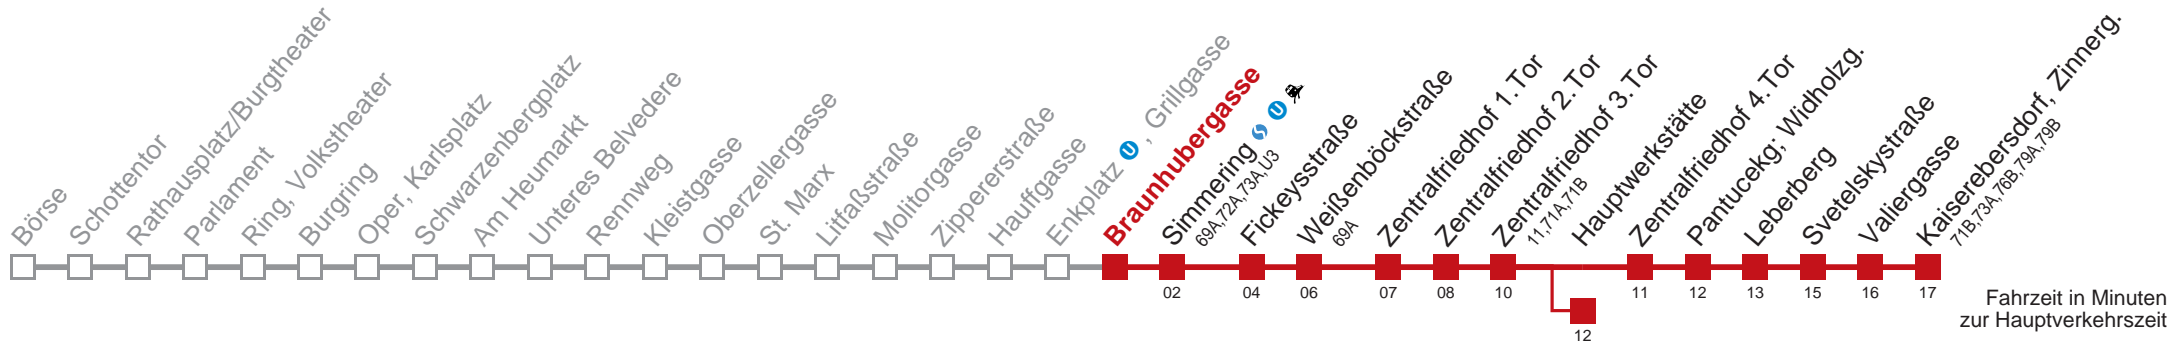 Börse
Schottentor
Rathausplatz/Burgtheater
Parlament
Ring, Volkstheater
Burgring
Oper, Karlsplatz
Schwarzenbergplatz
Am Heumarkt
Unteres Belvedere
Rennweg
Kleistgasse
Oberzellergasse
St. Marx
Litfaßstraße
Molitorgasse
Zippererstraße
Hauffgasse
Enkplatz U, Grillgasse
Braunhubergasse
Simmering S U
69A,72A,73A,U3
Fickeysstraße
Weißenböckstraße
69A
Zentralfriedhof 1. Tor
Zentralfriedhof 2. Tor
Zentralfriedhof 3. Tor
11,71A,71B
Hauptwerkstätte
Zentralfriedhof 4. Tor
Pantucekg; Widholzg.
Leberberg
Svetelskystraße
Valiergasse
Kaiserebersdorf, Zinnerg.
71B,73A,76B,79A,79B
02 04 06 07 08 10 11 12 13 15 16 17
12
Fahrzeit in Minuten
zur Hauptverkehrszeit